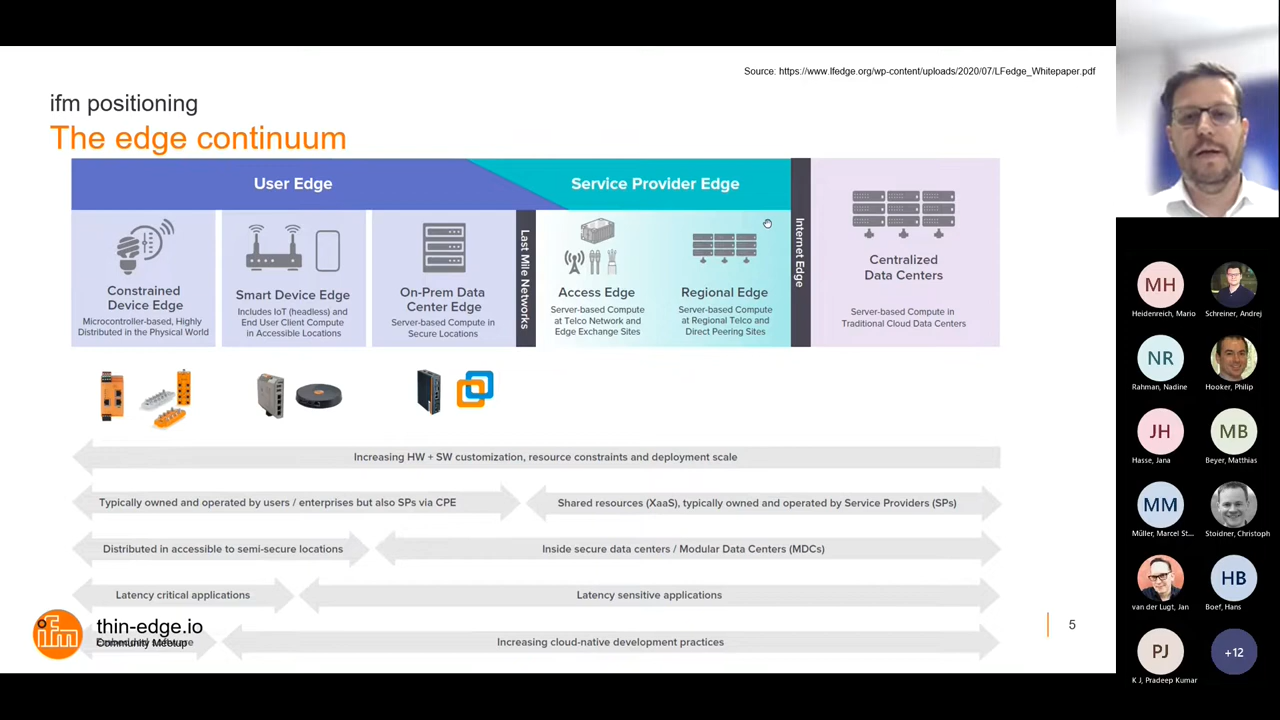 Source: https://www.lfedge.org/wp-content/uploads/2020/07/LFedge_Whitepaper.pdf
ifm positioning
The edge continuum
User Edge
Service Provider Edge
Constrained
Device Edge
Microcontroller-based, Highly
Distributed in the Physical World
Smart Device Edge
Includes IoT (headless) and
End User Client Compute
in Accessible Locations
On-Prem Data
Center Edge
Server-based Compute in
Secure Locations
Last Mile Networks
Access Edge
Server-based Compute
at Telco Network and
Edge Exchange Sites
Regional Edge
Server-based Compute
at Regional Telco and
Direct Peering Sites
Internet Edge
Centralized
Data Centers
Server-based Compute in
Traditional Cloud Data Centers
Increasing HW + SW customization, resource constraints and deployment scale
Typically owned and operated by users / enterprises but also SPs via CPE
Shared resources (XaaS), typically owned and operated by Service Providers (SPs)
Distributed in accessible to semi-secure locations
Inside secure data centers / Modular Data Centers (MDCs)
Latency critical applications
Latency sensitive applications
Increasing cloud-native development practices
ifm
thin-edge.io
Community Meetup
5
MH
Heidenreich, Mario
Schreiner, Andrej
NR
Rahman, Nadine
Hooker, Philip
JH
Hasse, Jana
MB
Beyer, Matthias
MM
Müller, Marcel St...
Stoidner, Christoph
van der Lugt, Jan
HB
Boef, Hans
PJ
K J, Pradeep Kumar
+12